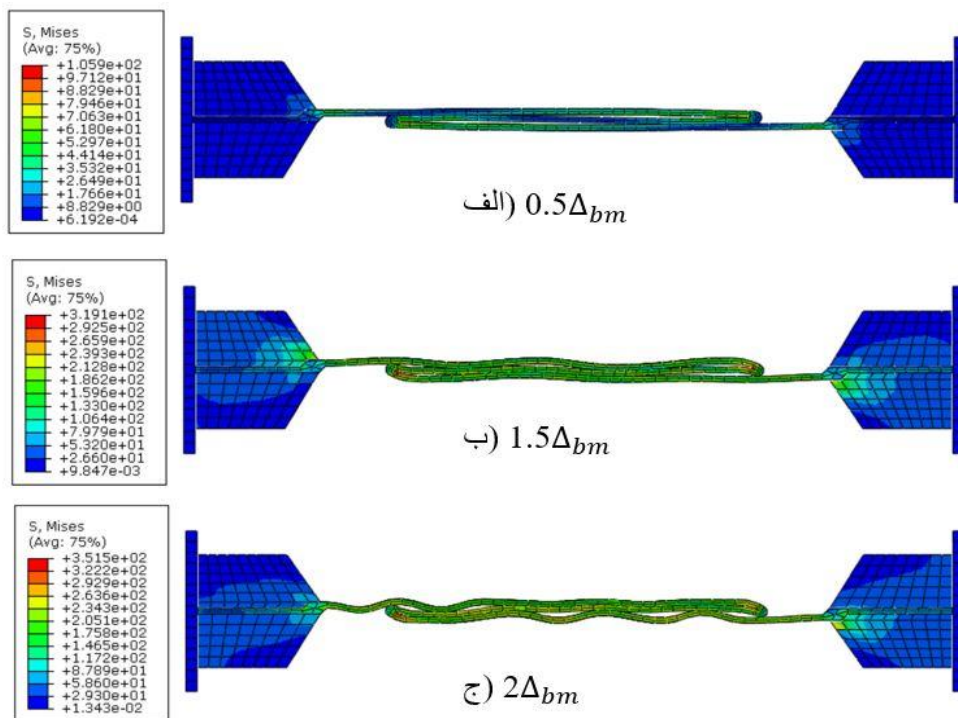 S, Mises
(Avg: 75%)
+1.059e+02
+9.712e+01
+8.829e+01
+7.946e+01
+7.063e+01
+6.180e+01
+5.297e+01
+4.414e+01
+3.532e+01
+2.649e+01
+1.766e+01
+8.829e+00
+6.192e-04
الف) 0.5Δbm
S, Mises
(Avg: 75%)
+3.191e+02
+2.925e+02
+2.659e+02
+2.393e+02
+2.128e+02
+1.862e+02
+1.596e+02
+1.330e+02
+1.064e+02
+7.979e+01
+5.320e+01
+2.660e+01
+9.847e-03
ب) 1.5Δbm
S, Mises
(Avg: 75%)
+3.515e+02
+3.222e+02
+2.929e+02
+2.636e+02
+2.343e+02
+2.051e+02
+1.758e+02
+1.465e+02
+1.172e+02
+8.789e+01
+5.860e+01
+2.930e+01
+1.343e-02
ج) 2Δbm